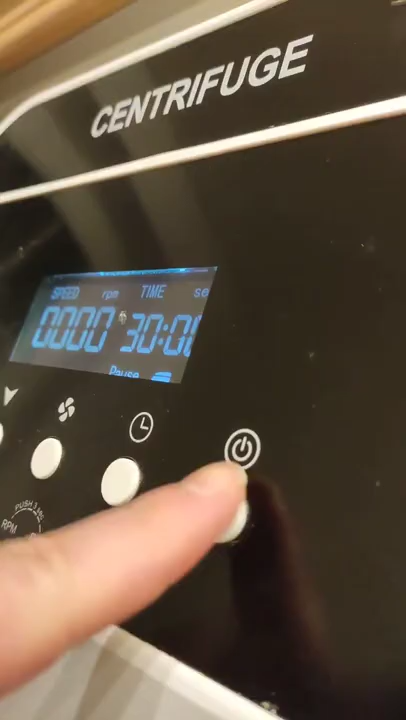 CENTRIFUGE
SPEED rpm TIME se
0000 30:00
Pause
RPM